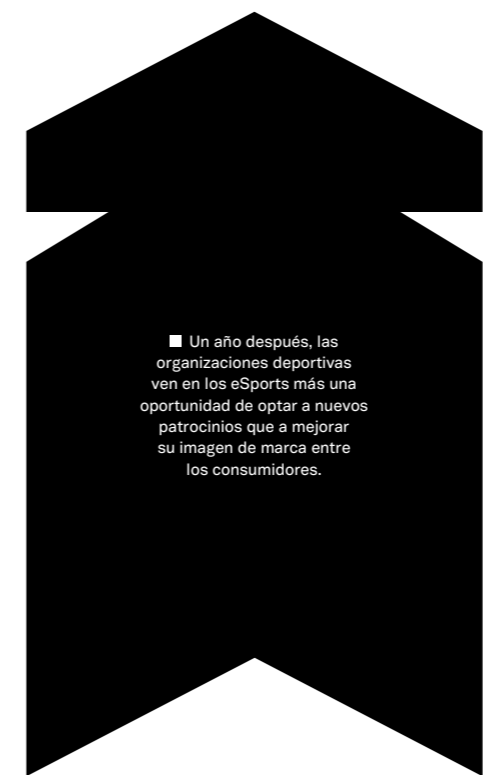 ■ Un año después, las
organizaciones deportivas
ven en los eSports más una
oportunidad de optar a nuevos
patrocinios que a mejorar
su imagen de marca entre
los consumidores.